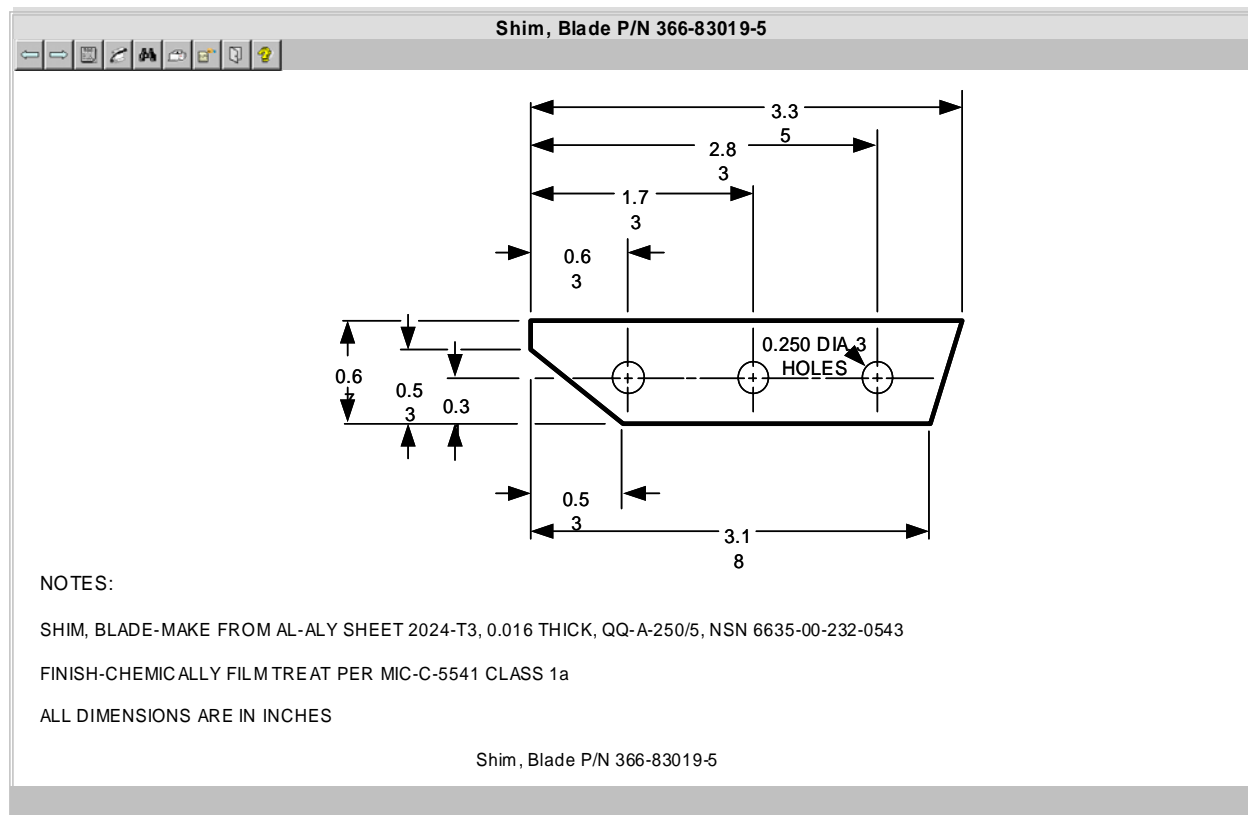 Shim, Blade P/N 366-83019-5
3.3
5
2.8
3
1.7
3
0.6
3
0.250 DIA 3
HOLES
0.6
0.5
3
0.3
0.5
3
3.1
8
NOTES:
SHIM, BLADE-MAKE FROM AL-ALY SHEET 2024-T3, 0.016 THICK, QQ-A-250/5, NSN 6635-00-232-0543
FINISH-CHEMICALLY FILM TREAT PER MIC-C-5541 CLASS 1a
ALL DIMENSIONS ARE IN INCHES
Shim, Blade P/N 366-83019-5